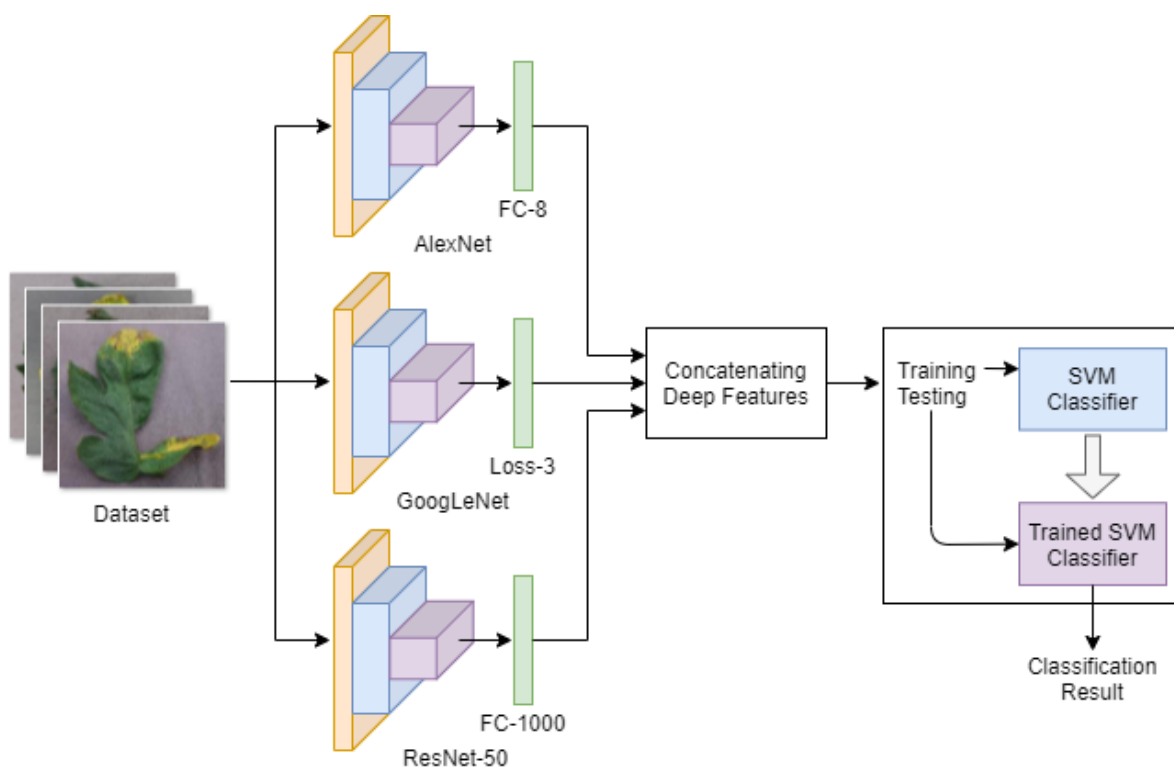 FC-8
AlexNet
Dataset
Loss-3
GoogLeNet
FC-1000
ResNet-50
Concatenating
Deep Features
Training
Testing
SVM
Classifier
Trained SVM
Classifier
Classification
Result